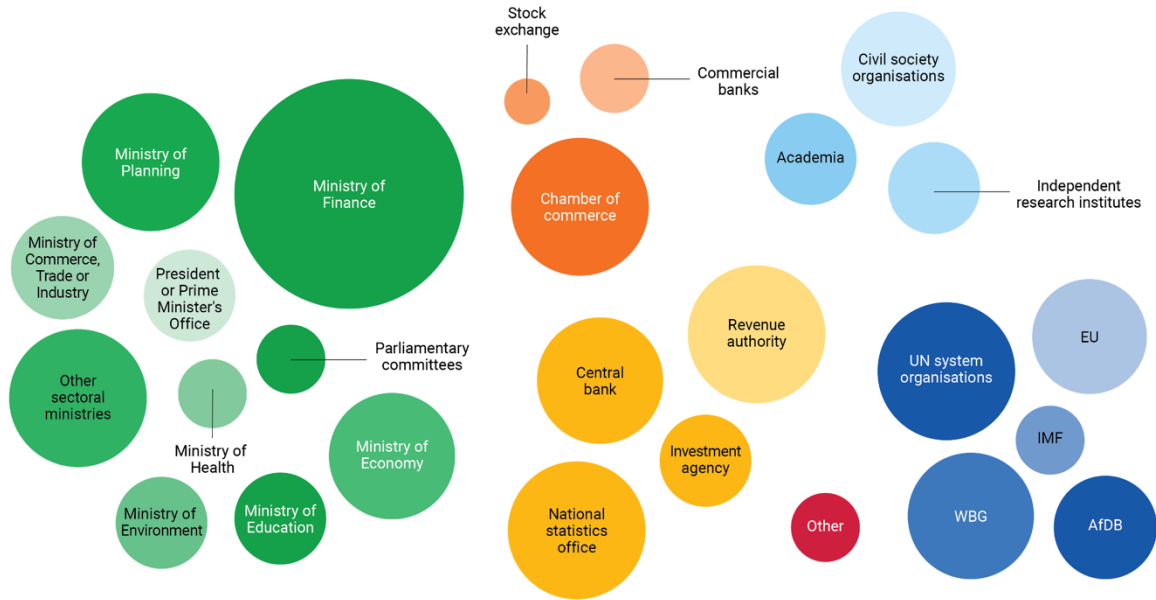 Stock
exchange
Commercial
banks
Civil society
organisations
Ministry of
Planning
Ministry of
Finance
Academia
Chamber of
commerce
Independent
research institutes
Ministry of
Commerce,
Trade or
Industry
President
or Prime
Minister's
Office
Parliamentary
committees
Revenue
authority
EU
UN system
organisations
Other
sectoral
ministries
Central
bank
Ministry of
Health
Ministry of
Economy
Investment
agency
IMF
Ministry of
Environment
Ministry of
Education
National
statistics
office
Other
WBG
AfDB